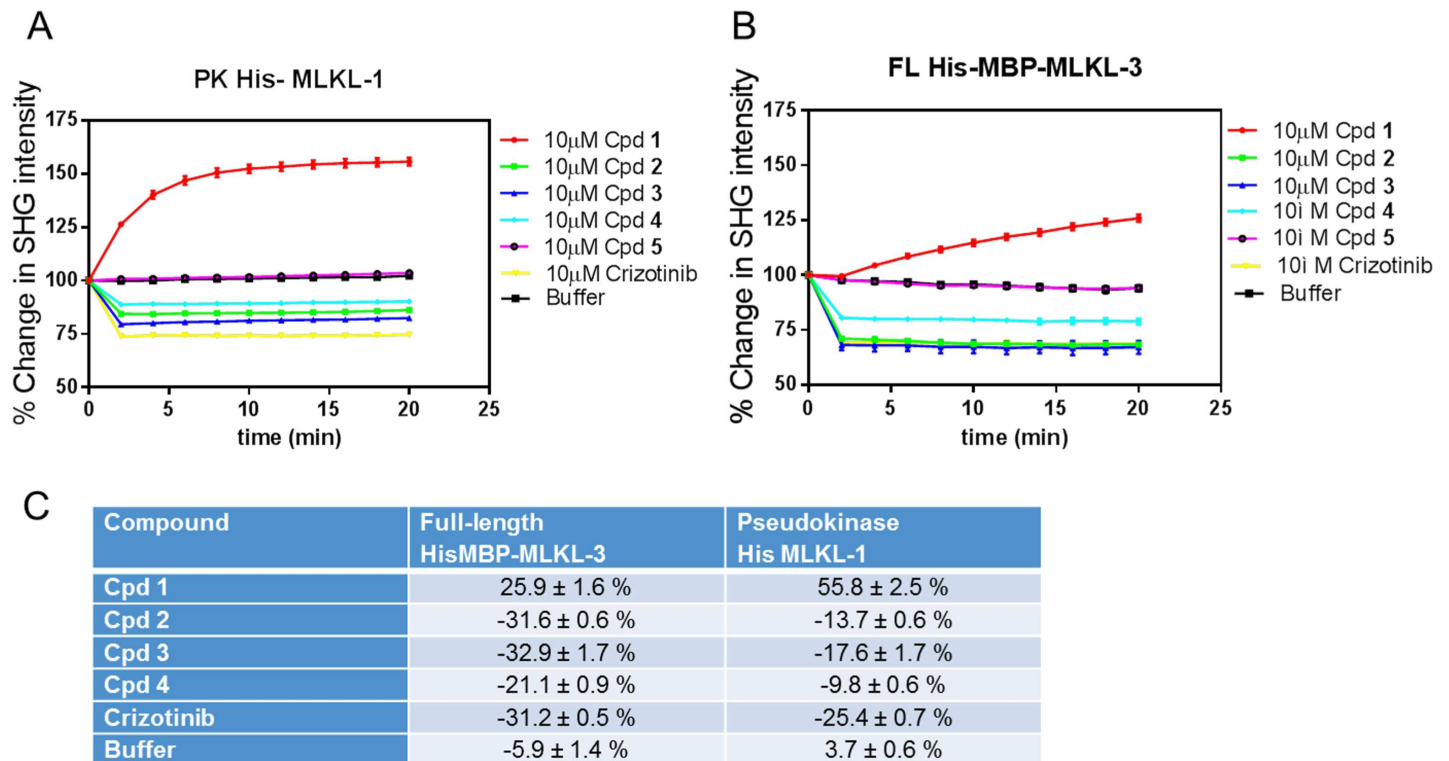 A
PK His- MLKL-1
% Change in SHG intensity
175
150
125
100
75
50
0
5
10
15
20
25
time (min)
10μM Cpd 1
10μM Cpd 2
10μM Cpd 3
10μM Cpd 4
10μM Cpd 5
10μM Crizotinib
Buffer
B
FL His-MBP-MLKL-3
% Change in SHG intensity
175
150
125
100
75
50
0
5
10
15
20
25
time (min)
10μM Cpd 1
10μM Cpd 2
10μM Cpd 3
10ì M Cpd 4
10ì M Cpd 5
10ì M Crizotinib
Buffer
C
Compound Full-length Pseudokinase
HisMBP-MLKL-3 His MLKL-1
Cpd 1 25.9 ± 1.6 % 55.8 ± 2.5 %
Cpd 2 -31.6 ± 0.6 % -13.7 ± 0.6 %
Cpd 3 -32.9 ± 1.7 % -17.6 ± 1.7 %
Cpd 4 -21.1 ± 0.9 % -9.8 ± 0.6 %
Crizotinib -31.2 ± 0.5 % -25.4 ± 0.7 %
Buffer -5.9 ± 1.4 % 3.7 ± 0.6 %